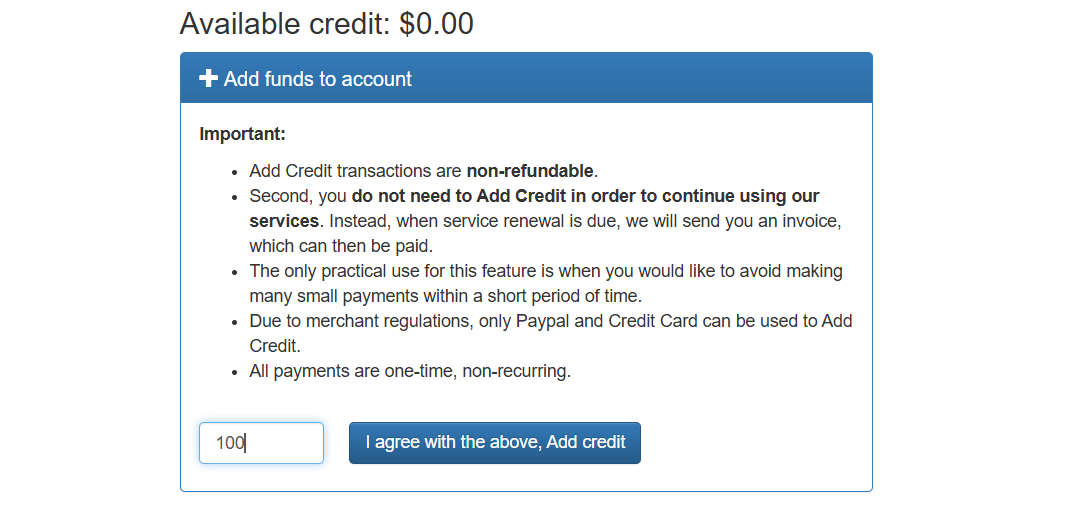 Available credit: $0.00
Add funds to account
Important:
Add Credit transactions are non-refundable.
Second, you do not need to Add Credit in order to continue using our
services. Instead, when service renewal is due, we will send you an invoice,
which can then be paid.
The only practical use for this feature is when you would like to avoid making
many small payments within a short period of time.
Due to merchant regulations, only Paypal and Credit Card can be used to Add
Credit.
All payments are one-time, non-recurring.
100
I agree with the above, Add credit